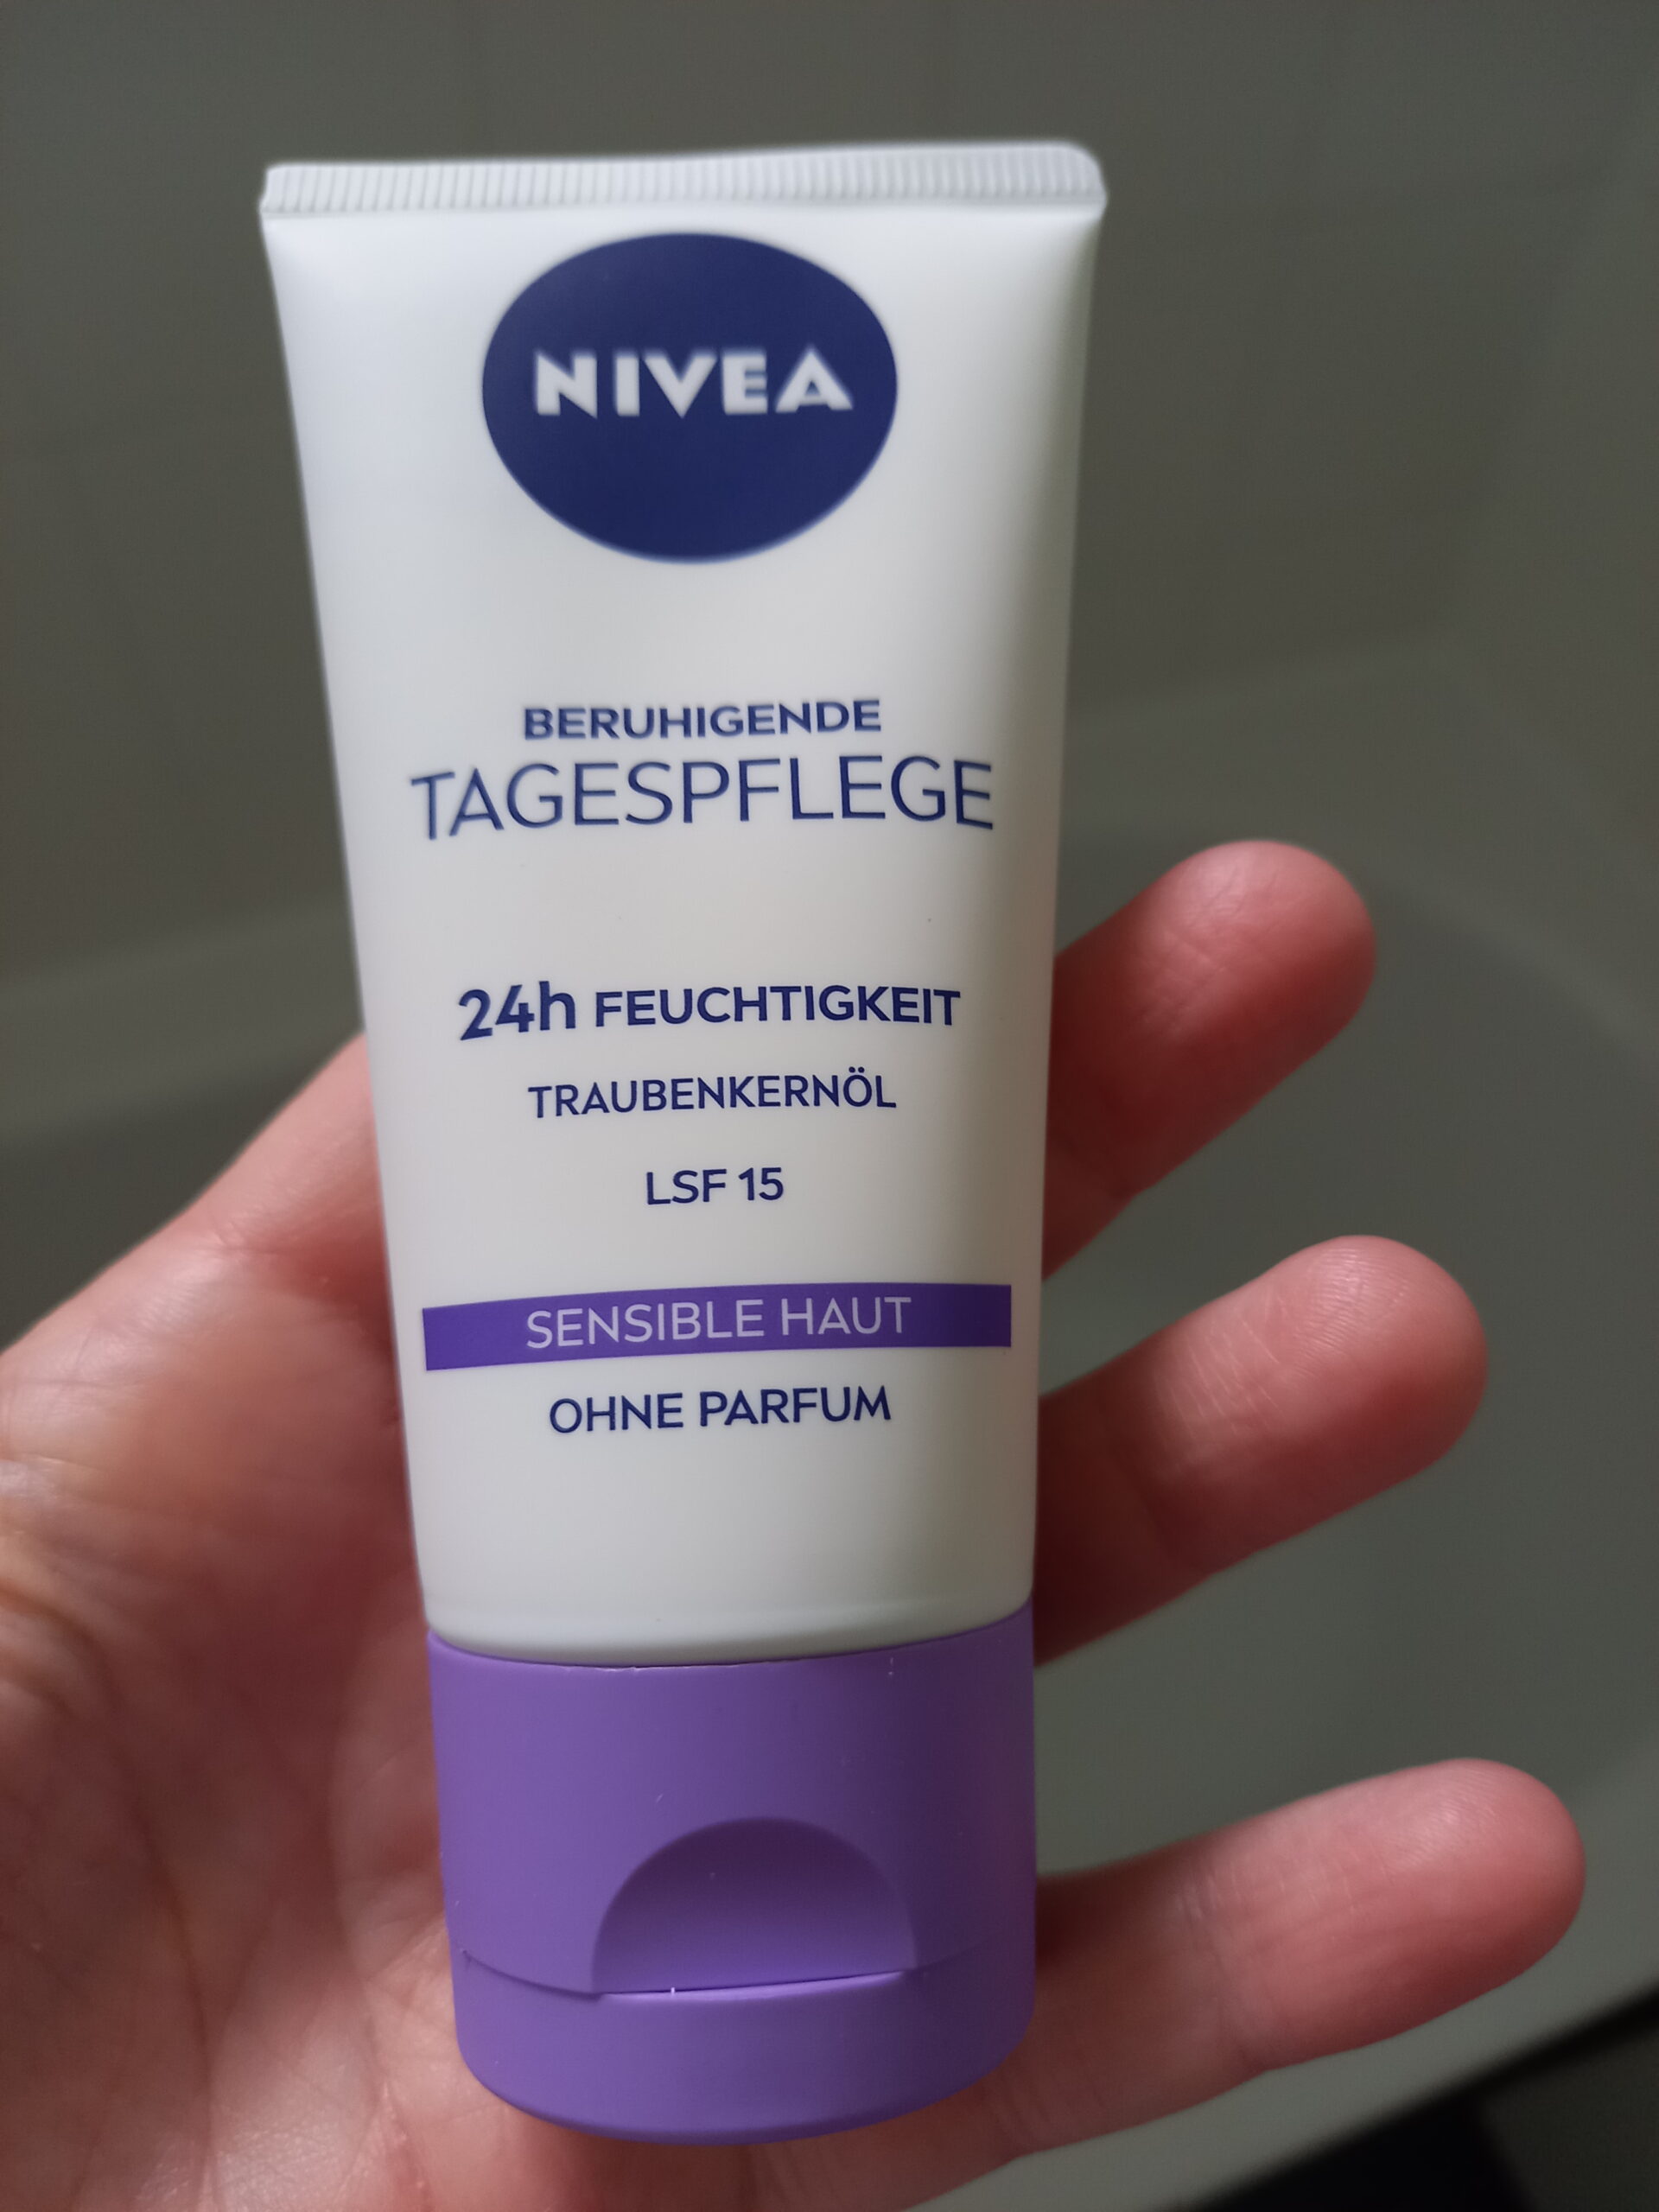 NIVEA
BERUHIGENDE
TAGESPFLEGE
24h FEUCHTIGKEIT
TRAUBENKERNÖL
LSF 15
SENSIBLE HAUT
OHNE PARFUM